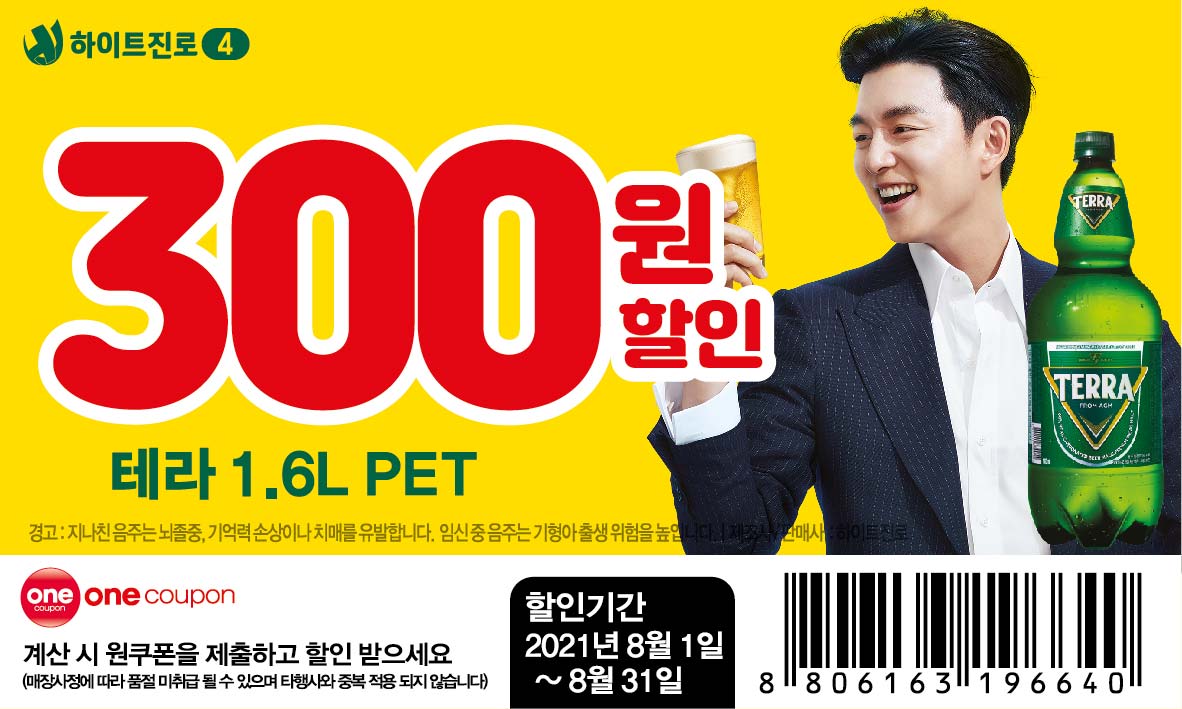 하이트진로 4
300원
할인
테라 1.6L PET
경고 : 지나친 음주는 뇌졸중, 기억력 손상이나 치매를 유발합니다. 임신 중 음주는 기형아 출생 위험을 높입니다. | 제조사/판매사 : 하이트진로
TERRA
TERRA
FROM AGM
one
coupon
one coupon
계산 시 원쿠폰을 제출하고 할인 받으세요
(매장사정에 따라 품절 미취급 될 수 있으며 타행사와 중복 적용 되지 않습니다)
할인기간
2021년 8월 1일
~ 8월 31일
8 806163 196640